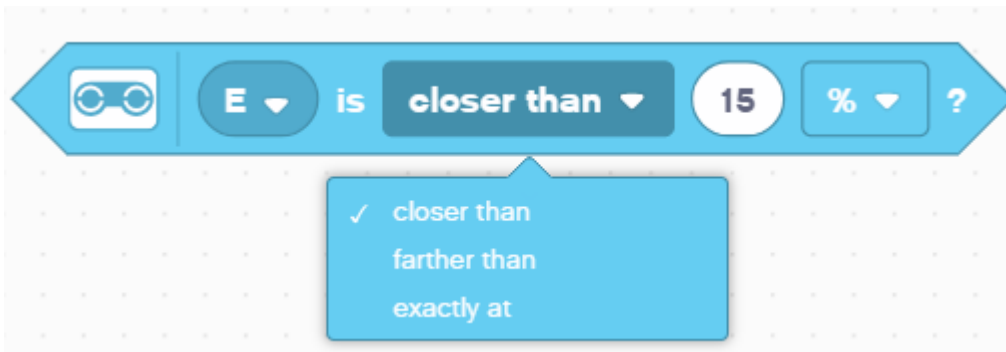 E is closer than 15 % ?
closer than
farther than
exactly at